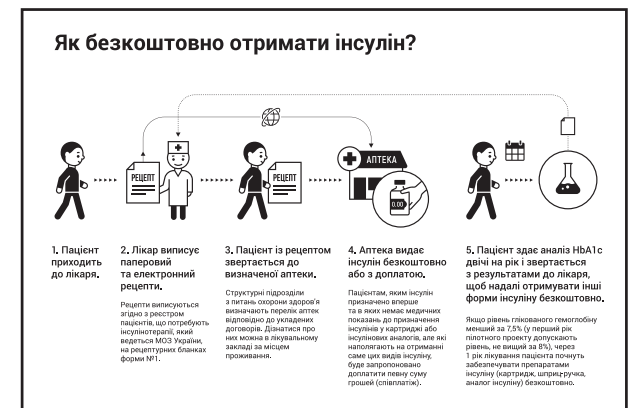 Як безкоштовно отримати інсулін?
РЕЦЕПТ
РЕЦЕПТ
АПТЕКА
0.00
1. Пацієнт
приходить
до лікаря.
2. Лікар виписує
паперовий
та електронний
рецепти.
Рецепти виписуються
згідно з реєстром
пацієнтів, що потребують
інсулінотерапії, який
ведеться МОЗ України,
на рецептурних бланках
форми №1.
3. Пацієнт із рецептом
звертається до
визначеної аптеки.
Структурні підрозділи
з питань охорони здоров'я
визначають перелік аптек
відповідно до укладених
договорів. Дізнатися про
них можна в лікувальному
закладі за місцем
проживання.
4. Аптека видає
інсулін безкоштовно
або з доплатою.
Пацієнтам, яким інсулін
призначено вперше
та в яких немає медичних
показань до призначення
інсулінів у картриджі або
інсулінових аналогів, але які
наполягають на отриманні
саме цих видів інсуліну,
буде запропоновано
доплатити певну суму
грошей (співплатіж).
5. Пацієнт здає аналіз HbA1c
двічі на рік і звертається
з результатами до лікаря,
щоб надалі отримувати інші
форми інсуліну безкоштовно.
Якщо рівень глікованого гемоглобіну
менший за 7,5% (у перший рік
пілотного проекту допускають
рівень, не вищий за 8%), через
1 рік лікування пацієнта почнуть
забезпечувати препаратами
інсуліну (картридж, шприц-ручка,
аналог інсуліну) безкоштовно.